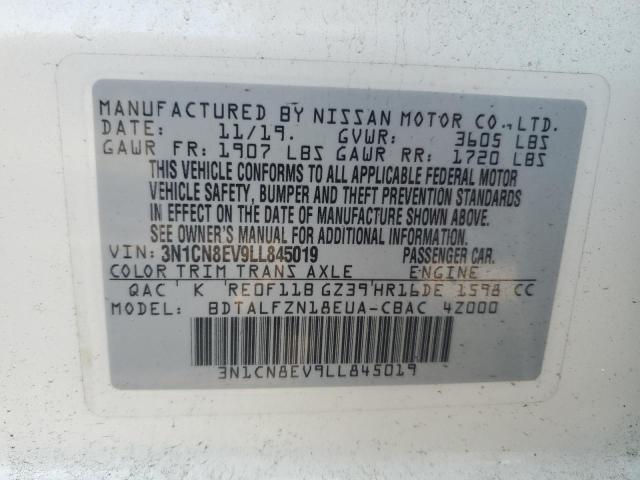 MANUFACTURED BY NISSAN MOTOR CO., LTD.
DATE: 11/19. GVWR: 3605 LBS
GAWR FR: 1907 LBS GAWR RR: 1720 LBS
THIS VEHICLE CONFORMS TO ALL APPLICABLE FEDERAL MOTOR
VEHICLE SAFETY, BUMPER AND THEFT PREVENTION STANDARDS
IN EFFECT ON THE DATE OF MANUFACTURE SHOWN ABOVE.
SEE OWNER'S MANUAL FOR ADDITIONAL INFORMATION.
VIN: 3N1CN8EV9LL845019 PASSENGER CAR.
COLOR TRIM TRANS AXLE ENGINE
QAC K RE0F11B GZ39 HR16DE 1598 CC
MODEL: BDTALFZN18EUA-CBAC 4Z000
3N1CN8EV9LL845019